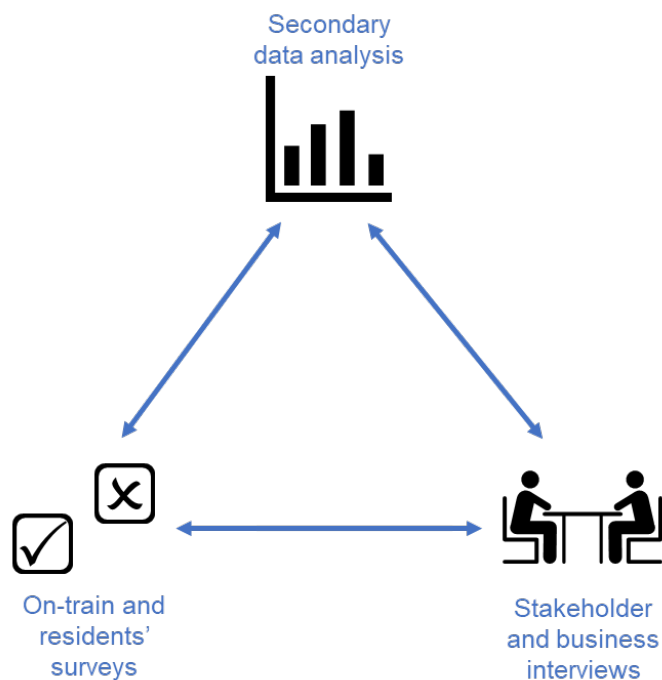 Secondary
data analysis
On-train and
residents’
surveys
Stakeholder
and business
interviews